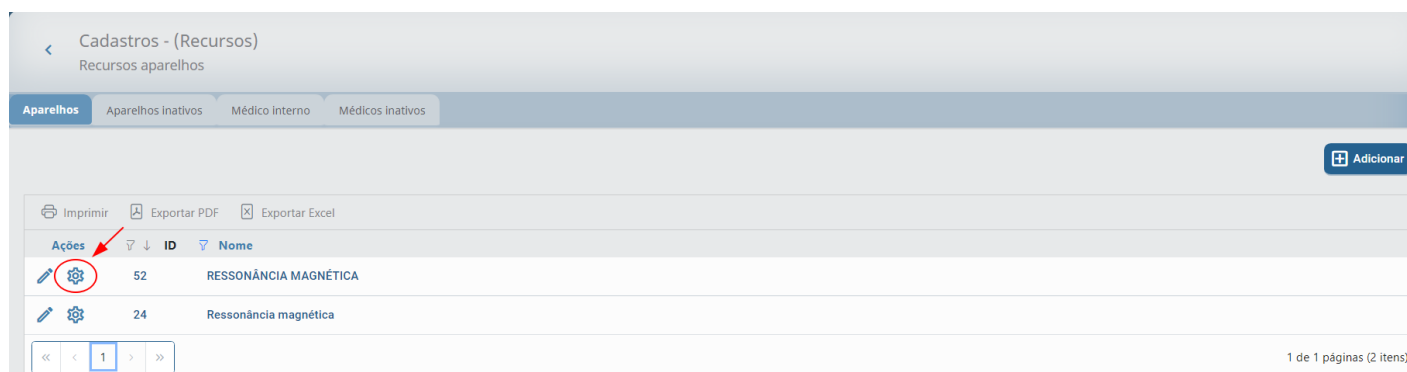 Cadastros - (Recursos)
Recursos aparelhos
Aparelhos Aparelhos inativos Médico interno Médicos inativos
Adicionar
Imprimir Exportar PDF Exportar Excel
Ações ID Nome
52 RESSONÂNCIA MAGNÉTICA
24 Ressonância magnética
1 1 de 1 páginas (2 itens)